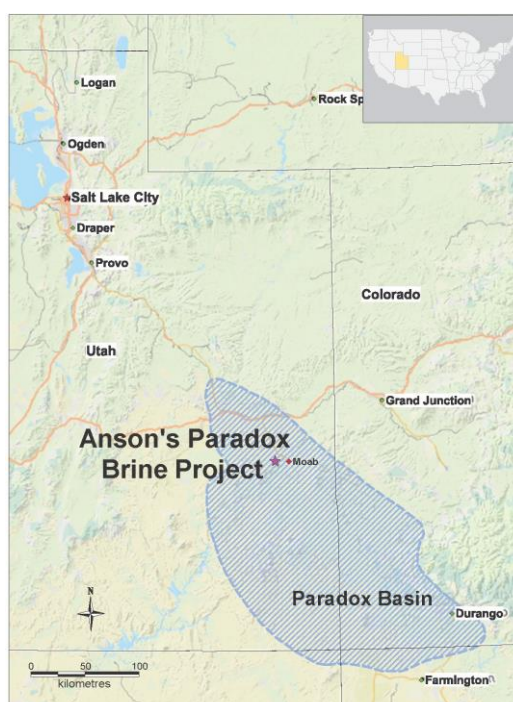 Logan
Rock Sp
Ogden
Salt Lake City
Draper
Provo
Colorado
Utah
Grand Junction
Anson's Paradox
Brine Project
Moab
Paradox Basin
N
Durango
0 50 100
kilometres
Farmington